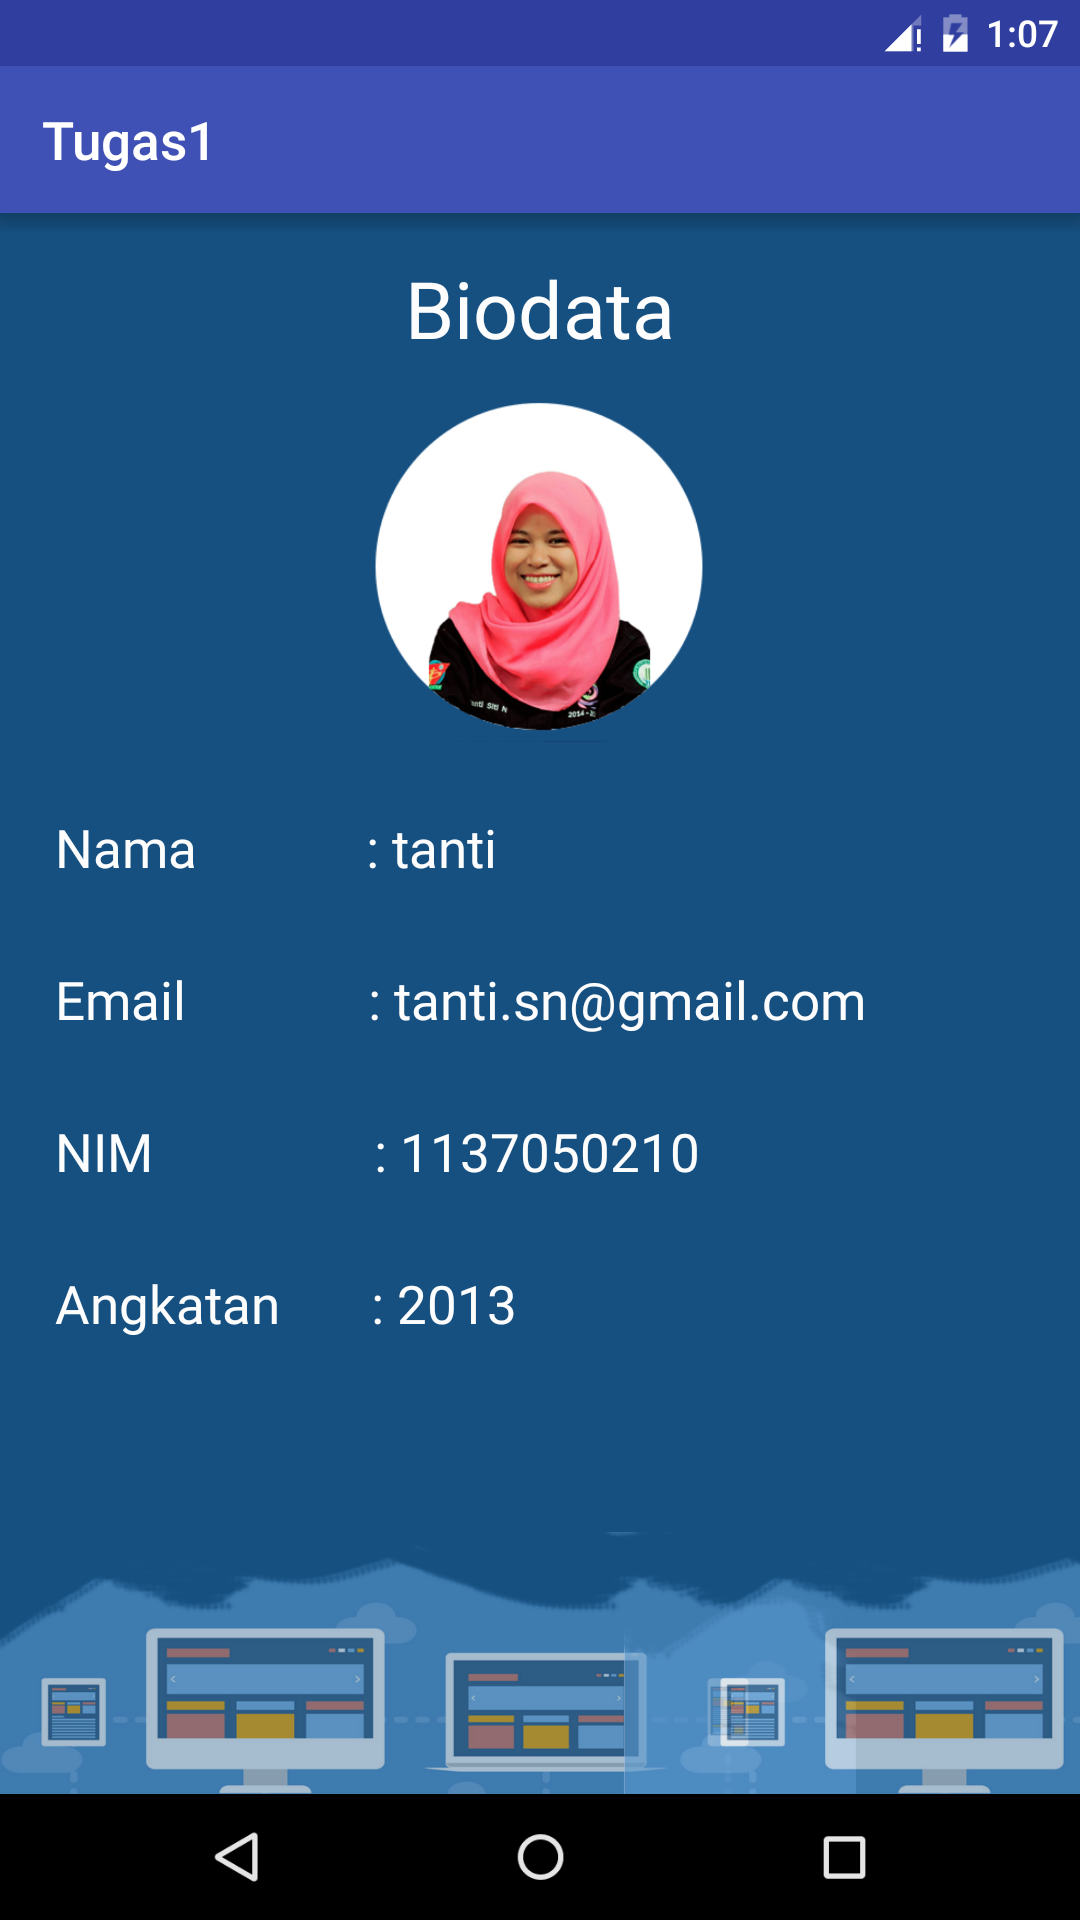 1:07
Tugas1
Biodata
Nama : tanti
Email : tanti.sn@gmail.com
NIM : 1137050210
Angkatan : 2013